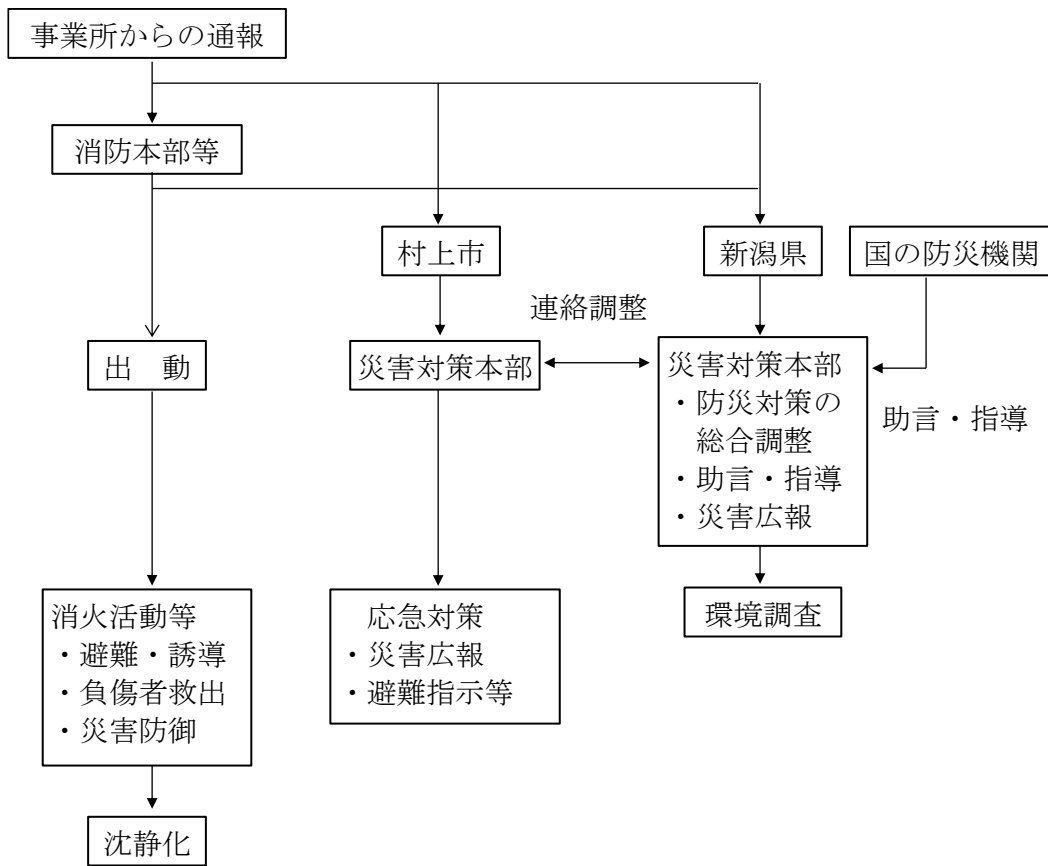 事業所からの通報
消防本部等
村上市
新潟県
国の防災機関
連絡調整
出　動
災害対策本部
災害対策本部
・防災対策の
総合調整
・助言・指導
・災害広報
助言・指導
消火活動等
・避難・誘導
・負傷者救出
・災害防御
応急対策
・災害広報
・避難指示等
環境調査
沈静化